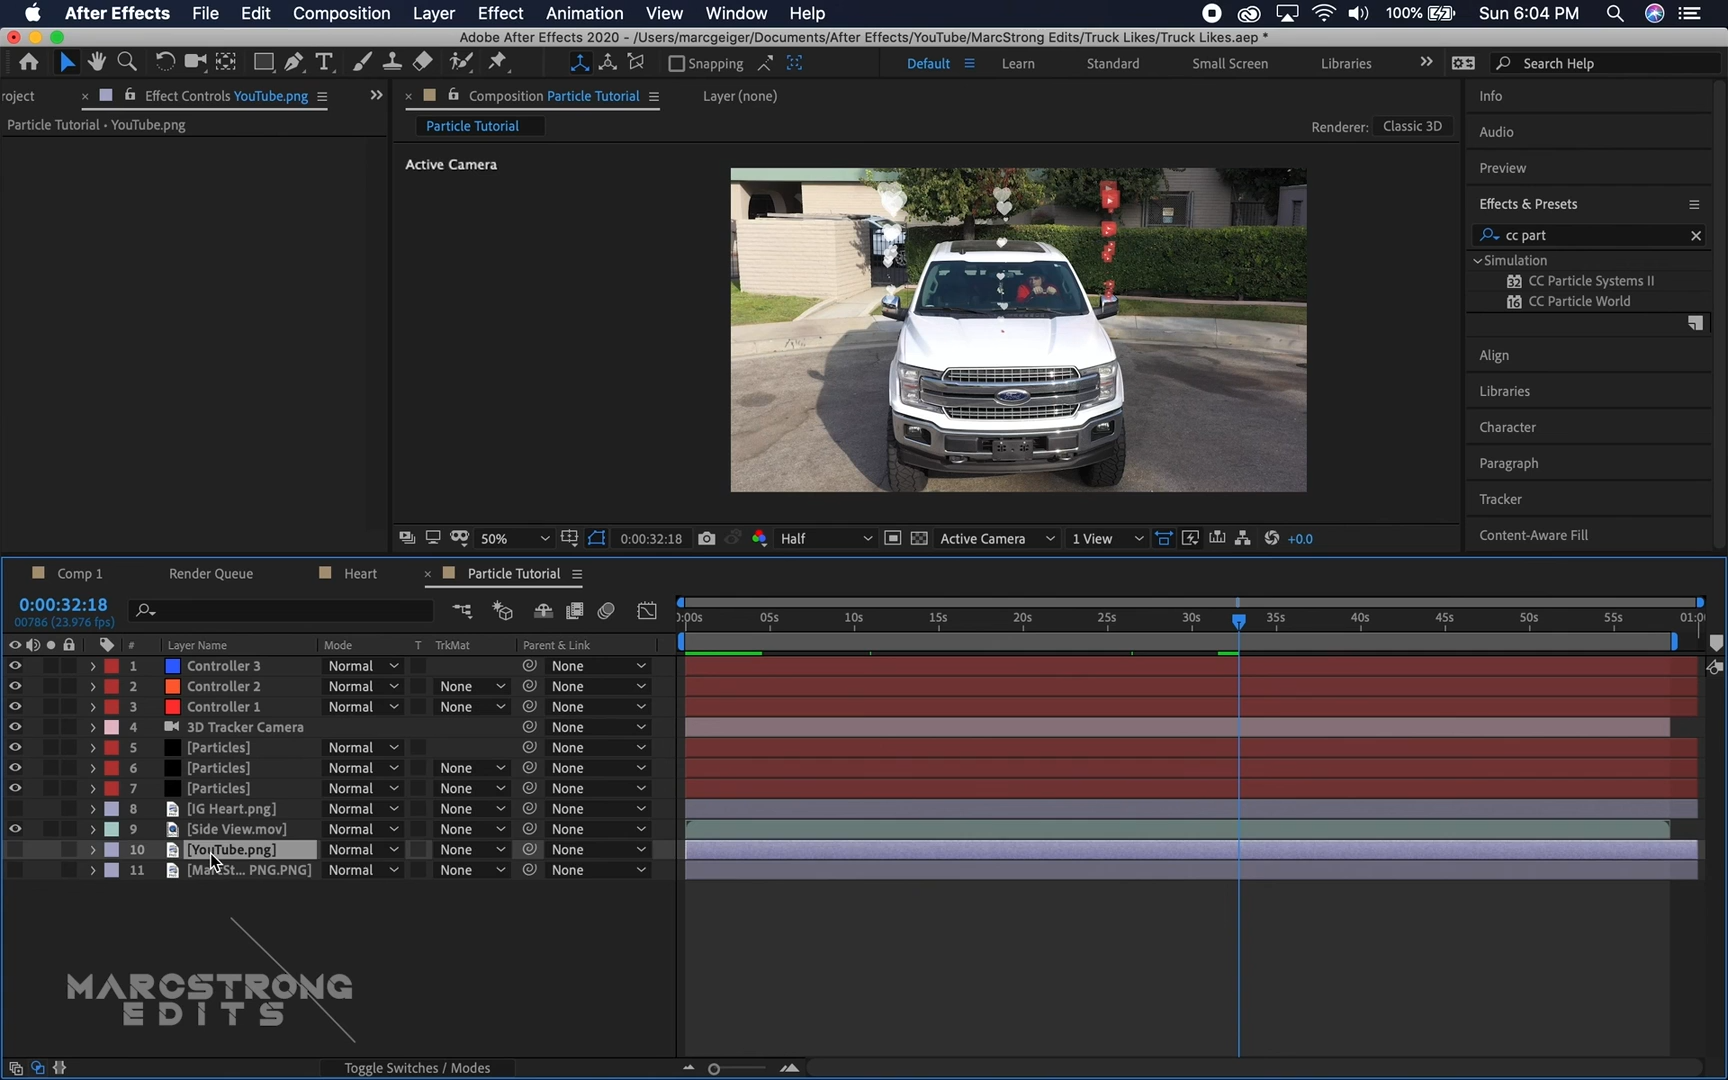 After Effects File Edit Composition Layer Effect Animation View Window Help 100% Sun 6:04 PM
Adobe After Effects 2020 - /Users/marcgeiger/Documents/After Effects/YouTube/MarcStrong Edits/Truck Likes/Truck Likes.aep *
Snapping Default Learn Standard Small Screen Libraries Search Help
roject Effect Controls YouTube.png Composition Particle Tutorial Layer (none) Info
Particle Tutorial • YouTube.png Particle Tutorial Renderer: Classic 3D Audio
Active Camera Preview
Effects & Presets
cc part
Simulation
32 CC Particle Systems II
16 CC Particle World
Align
Libraries
Character
Paragraph
Tracker
50% 0:00:32:18 Half Active Camera 1 View +0.0 Content-Aware Fill
Comp 1 Render Queue Heart Particle Tutorial
0:00:32:18
00786 (23.976 fps) ):00s 05s 10s 15s 20s 25s 30s 35s 40s 45s 50s 55s 01:0
# Layer Name Mode T TrkMat Parent & Link
1 Controller 3 Normal None
2 Controller 2 Normal None None
3 Controller 1 Normal None None
4 3D Tracker Camera None
5 [Particles] Normal None
6 [Particles] Normal None None
7 [Particles] Normal None None
8 [IG Heart.png] Normal None None
9 [Side View.mov] Normal None None
10 [YouTube.png] Normal None None
11 [MarcSt... PNG.PNG] Normal None None
MARCSTRONG
EDITS
Toggle Switches / Modes